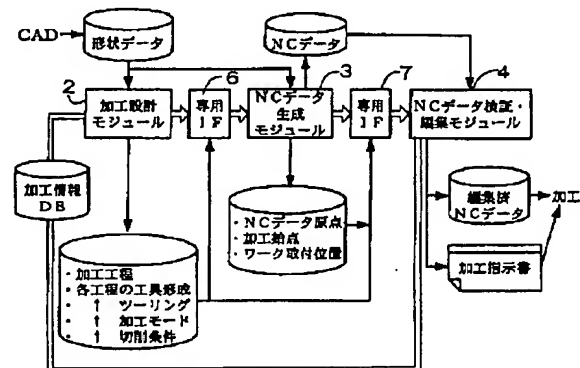 CAD
形状データ
NCデータ
2
加工設計
モジュール
6
専用
IF
3
NCデータ
生成
モジュール
7
専用
IF
4
NCデータ検証・
編集モジュール
加工情報
DB
・NCデータ原点
・加工始点
・ワーク取付位置
編集済
NCデータ
加工
加工指示書
・加工工程
・各工程の工具形成
・ ↑ ツーリング
・ ↑ 加工モード
・ ↑ 切削条件